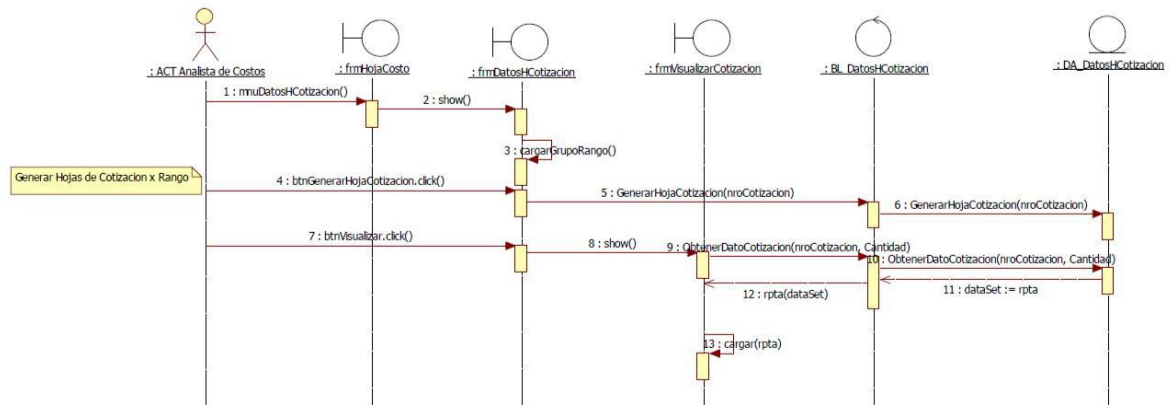 : ACT Analista de Costos
: frmHojaCosto
: frmDatosHCotizacion
: frmVisualizarCotizacion
: BL_DatosHCotizacion
: DA_DatosHCotizacion
1 : mnuDatosHCotizacion()
2 : show()
3 : cargarGrupoRango()
Generar Hojas de Cotizacion x Rango
4 : btnGenerarHojaCotizacion.click()
5 : GenerarHojaCotizacion(nroCotizacion)
6 : GenerarHojaCotizacion(nroCotizacion)
7 : btnVisualizar.click()
8 : show()
9 : ObtenerDatoCotizacion(nroCotizacion, Cantidad)
10 : ObtenerDatoCotizacion(nroCotizacion, Cantidad)
11 : dataSet := rpta
12 : rpta(dataSet)
13 : cargar(rpta)